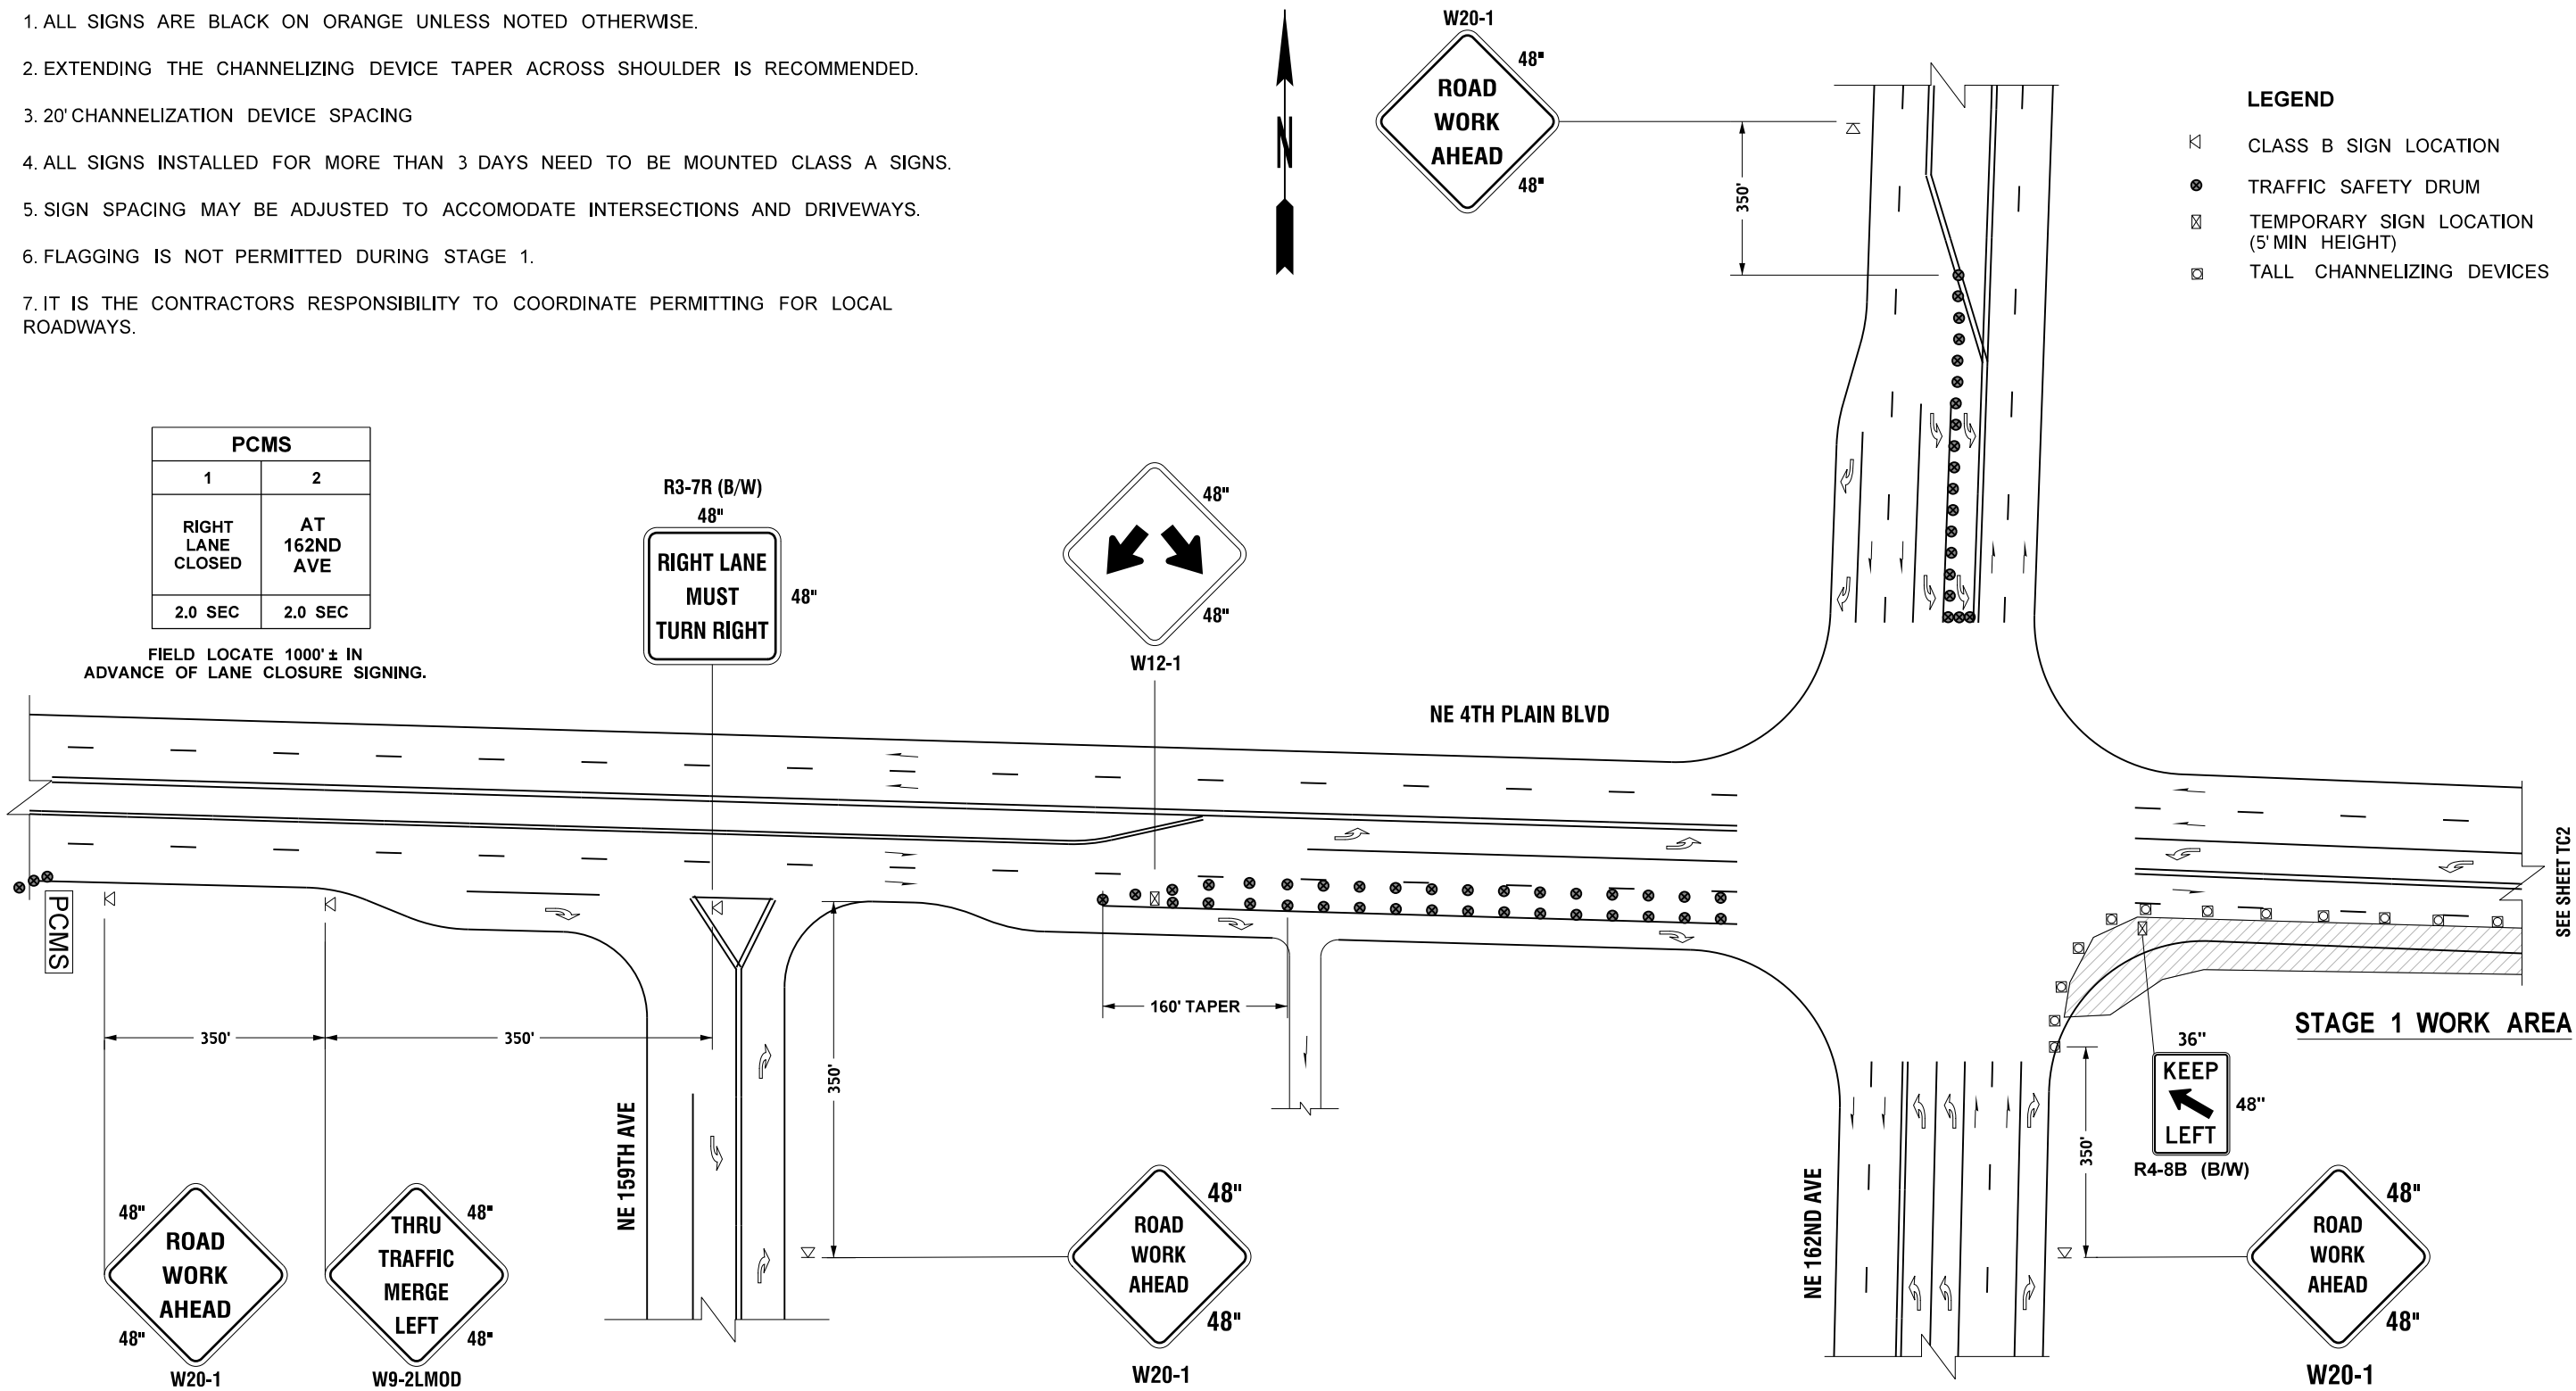 1. ALL SIGNS ARE BLACK ON ORANGE UNLESS NOTED OTHERWISE.
2. EXTENDING THE CHANNELIZING DEVICE TAPER ACROSS SHOULDER IS RECOMMENDED.
3. 20' CHANNELIZATION DEVICE SPACING
4. ALL SIGNS INSTALLED FOR MORE THAN 3 DAYS NEED TO BE MOUNTED CLASS A SIGNS.
5. SIGN SPACING MAY BE ADJUSTED TO ACCOMODATE INTERSECTIONS AND DRIVEWAYS.
6. FLAGGING IS NOT PERMITTED DURING STAGE 1.
7. IT IS THE CONTRACTORS RESPONSIBILITY TO COORDINATE PERMITTING FOR LOCAL
ROADWAYS.
N
W20-1
48"
ROAD
WORK
AHEAD
48"
350'
LEGEND
CLASS B SIGN LOCATION
TRAFFIC SAFETY DRUM
TEMPORARY SIGN LOCATION
(5' MIN HEIGHT)
TALL CHANNELIZING DEVICES
PCMS
1 2
RIGHT
LANE
CLOSED
AT
162ND
AVE
2.0 SEC 2.0 SEC
FIELD LOCATE 1000' ± IN
ADVANCE OF LANE CLOSURE SIGNING.
R3-7R (B/W)
48"
RIGHT LANE
MUST
TURN RIGHT
48"
48"
48"
W12-1
NE 4TH PLAIN BLVD
SEE SHEET TC2
PCMS
350'
350'
160' TAPER
350'
STAGE 1 WORK AREA
36"
KEEP
LEFT
48"
R4-8B (B/W)
350'
NE 159TH AVE
NE 162ND AVE
48"
ROAD
WORK
AHEAD
48"
W20-1
48"
THRU
TRAFFIC
MERGE
LEFT
48"
W9-2LMOD
48"
ROAD
WORK
AHEAD
48"
W20-1
48"
ROAD
WORK
AHEAD
48"
W20-1